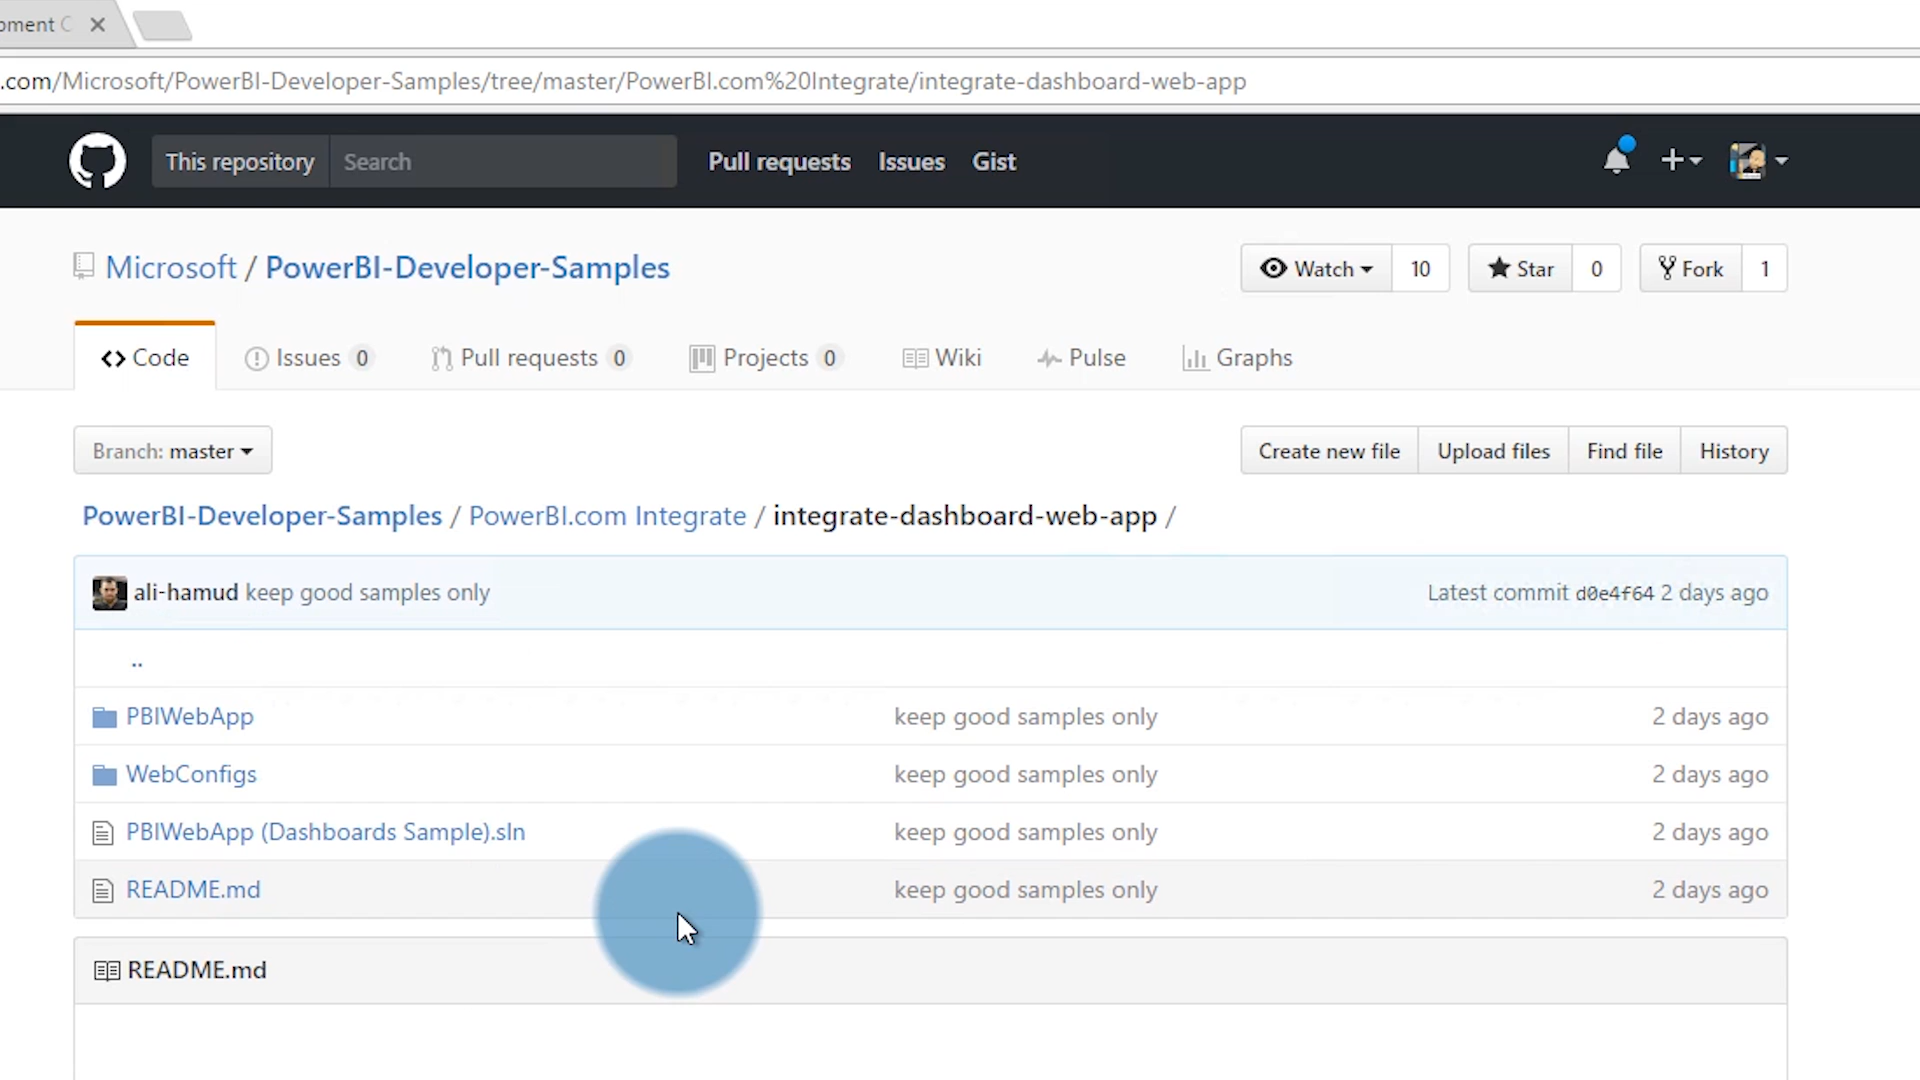 .com/Microsoft/PowerBI-Developer-Samples/tree/master/PowerBI.com%20Integrate/integrate-dashboard-web-app
This repository Search Pull requests Issues Gist
Microsoft / PowerBI-Developer-Samples Watch 10 Star 0 Fork 1
Code Issues 0 Pull requests 0 Projects 0 Wiki Pulse Graphs
Branch: master Create new file Upload files Find file History
PowerBI-Developer-Samples / PowerBI.com Integrate / integrate-dashboard-web-app /
ali-hamud keep good samples only Latest commit d0e4f64 2 days ago
..
PBIWebApp keep good samples only 2 days ago
WebConfigs keep good samples only 2 days ago
PBIWebApp (Dashboards Sample).sln keep good samples only 2 days ago
README.md keep good samples only 2 days ago
README.md